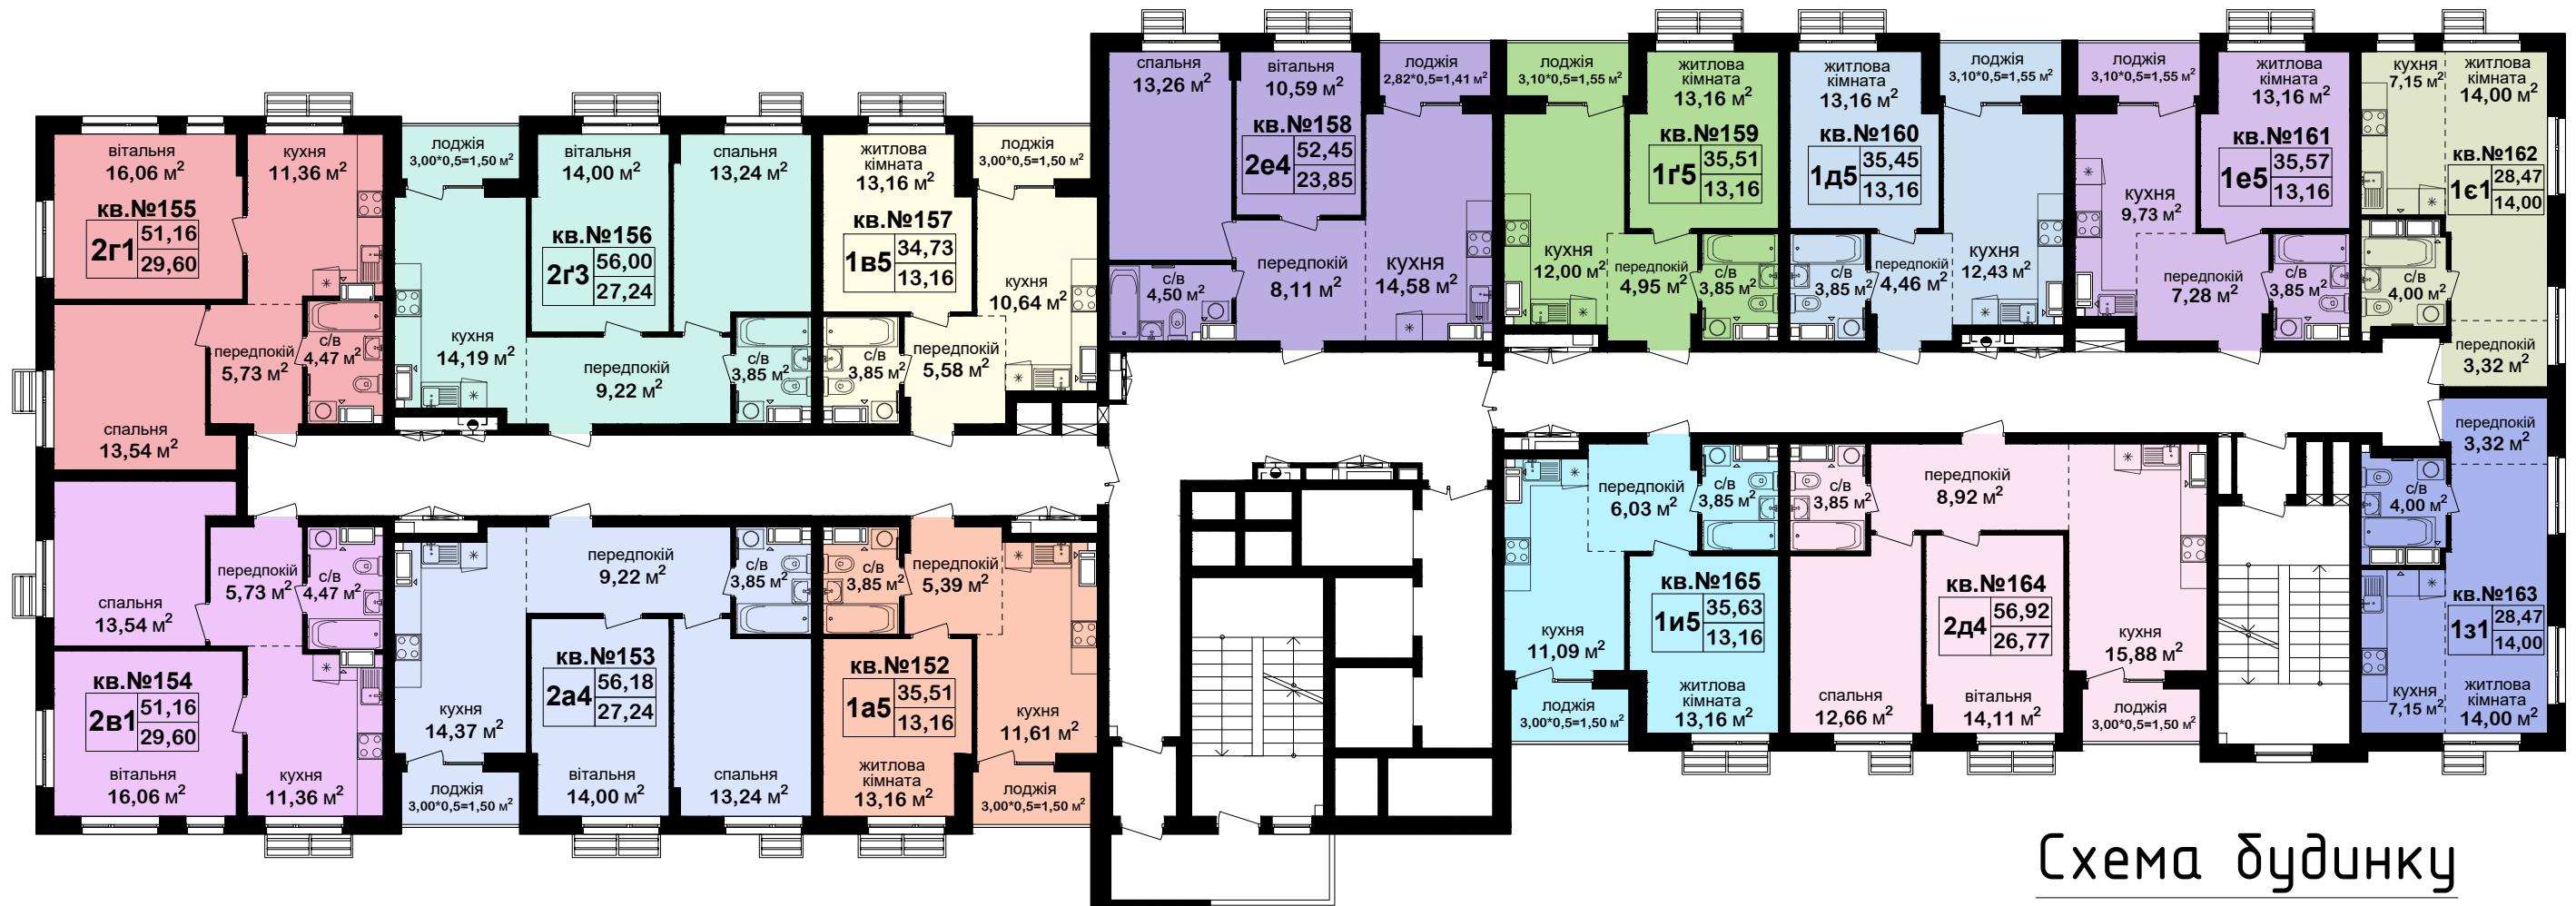 вітальня
16,06 м²
кухня
11,36 м²
кв.№155
2г1
51,16
29,60
спальня
13,54 м²
передпокій
5,73 м²
с/в
4,47 м²
лоджія
3,00*0,5=1,50 м²
вітальня
14,00 м²
спальня
13,24 м²
кв.№156
2ґ3
56,00
27,24
кухня
14,19 м²
передпокій
9,22 м²
с/в
3,85 м²
житлова
кімната
13,16 м²
лоджія
3,00*0,5=1,50 м²
кв.№157
1в5
34,73
13,16
кухня
10,64 м²
с/в
3,85 м²
передпокій
5,58 м²
спальня
13,26 м²
вітальня
10,59 м²
лоджія
2,82*0,5=1,41 м²
кв.№158
2е4
52,45
23,85
с/в
4,50 м²
передпокій
8,11 м²
кухня
14,58 м²
лоджія
3,10*0,5=1,55 м²
житлова
кімната
13,16 м²
кв.№159
1ґ5
35,51
13,16
кухня
12,00 м²
передпокій
4,95 м²
с/в
3,85 м²
житлова
кімната
13,16 м²
лоджія
3,10*0,5=1,55 м²
кв.№160
1д5
35,45
13,16
с/в
3,85 м²
передпокій
4,46 м²
кухня
12,43 м²
лоджія
3,10*0,5=1,55 м²
житлова
кімната
13,16 м²
кв.№161
1е5
35,57
13,16
кухня
9,73 м²
передпокій
7,28 м²
с/в
3,85 м²
кухня
7,15 м²
житлова
кімната
14,00 м²
кв.№162
1є1
28,47
14,00
с/в
4,00 м²
передпокій
3,32 м²
спальня
13,54 м²
передпокій
5,73 м²
с/в
4,47 м²
кв.№154
2в1
51,16
29,60
вітальня
16,06 м²
кухня
11,36 м²
передпокій
9,22 м²
с/в
3,85 м²
кв.№153
2а4
56,18
27,24
кухня
14,37 м²
лоджія
3,00*0,5=1,50 м²
вітальня
14,00 м²
спальня
13,24 м²
с/в
3,85 м²
передпокій
5,39 м²
кв.№152
1а5
35,51
13,16
кухня
11,61 м²
житлова
кімната
13,16 м²
лоджія
3,00*0,5=1,50 м²
передпокій
6,03 м²
с/в
3,85 м²
кв.№165
1и5
35,63
13,16
кухня
11,09 м²
лоджія
3,00*0,5=1,50 м²
житлова
кімната
13,16 м²
с/в
3,85 м²
передпокій
8,92 м²
кв.№164
2д4
56,92
26,77
кухня
15,88 м²
спальня
12,66 м²
вітальня
14,11 м²
лоджія
3,00*0,5=1,50 м²
передпокій
3,32 м²
с/в
4,00 м²
кв.№163
1з1
28,47
14,00
кухня
7,15 м²
житлова
кімната
14,00 м²
Схема будинку